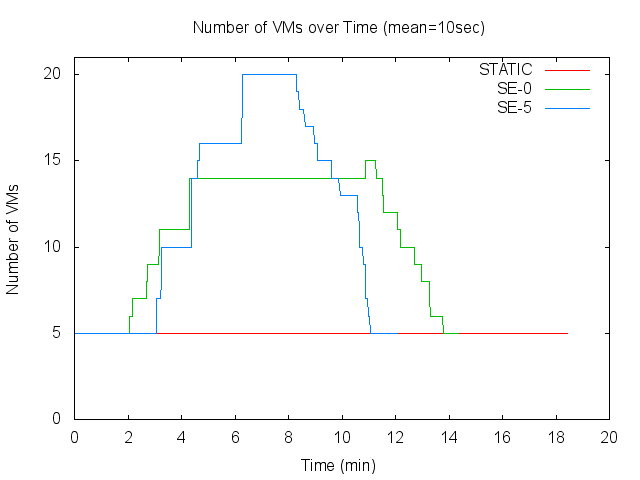 Number of VMs over Time (mean=10sec)
STATIC
SE-0
SE-5
20
15
10
5
0
Number of VMs
0 2 4 6 8 10 12 14 16 18 20
Time (min)